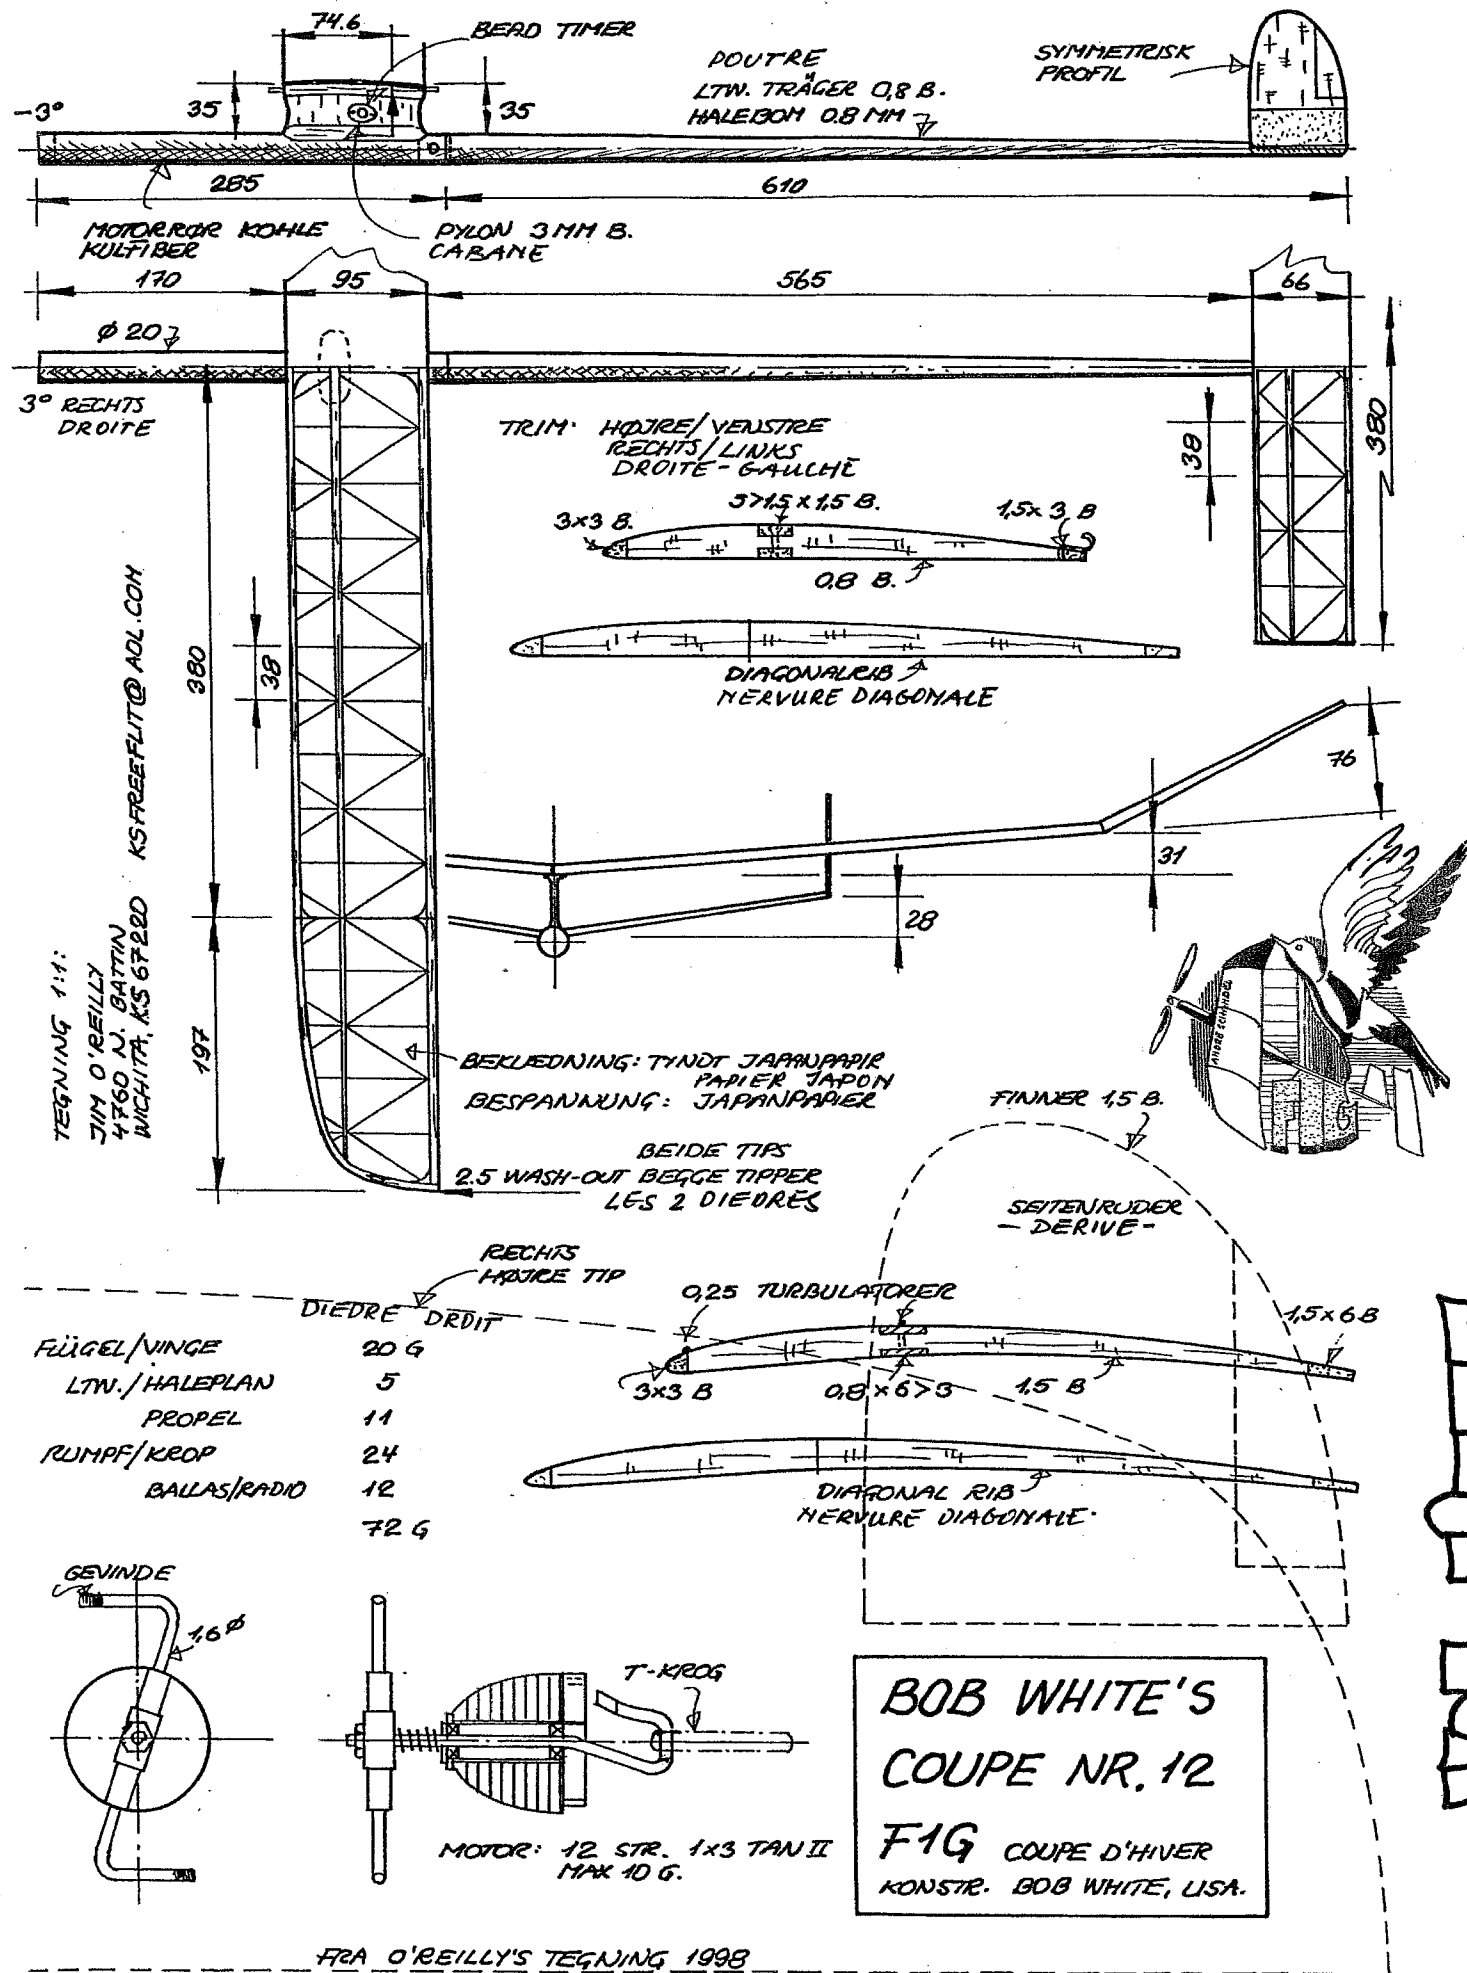 74.6
BEAD TIMER
POUTRE
LTW. TRÄGER 0,8 B.
HALEBOM 0.8 MM
SYMMETRISK
PROFIL
-3°
35
35
285
610
MOTORRØR KOHLE
KULFIBER
PYLON 3 MM B.
CABANE
170
95
565
66
Ø 20
3° RECHTS
DROITE
TRIM: HØJRE/VENSTRE
RECHTS/LINKS
DROITE-GAUCHE
38
380
3x3 B.
3>1,5 x 1,5 B.
1,5x 3 B
0,8 B.
DIAGONALRIB
NERVURE DIAGONALE
380
38
76
31
28
197
TEGNING 1:1:
JIM O'REILLY
4760 N. BATTIN
WICHITA, KS 67220 KSFREEFLIT@AOL.COM
ANDRÉ SCHANDEL
BEKLÆDNING: TYNDT JAPANPAPIR
PAPIER JAPON
BESPANNUNG: JAPANPAPIER
BEIDE TIPS
2.5 WASH-OUT BEGGE TIPPER
LES 2 DIEDRES
FINNER 1,5 B.
SEITENRUDER
- DERIVE -
RECHTS
HØJRE TIP
DIEDRE DROIT
0,25 TURBULATORER
1,5x6B
3x3 B
0,8 x 6>3
1,5 B
FLÜGEL/VINGE 20 G
LTW./HALEPLAN 5
PROPEL 11
RUMPF/KROP 24
BALLAS/RADIO 12
72 G
DIAGONAL RIB
NERVURE DIAGONALE.
GEVINDE
1,6 Ø
T-KROG
MOTOR: 12 STR. 1x3 TAN II
MAX 10 G.
BOB WHITE'S
COUPE NR. 12
F1G COUPE D'HIVER
KONSTR. BOB WHITE, USA.
FRA O'REILLY'S TEGNING 1998